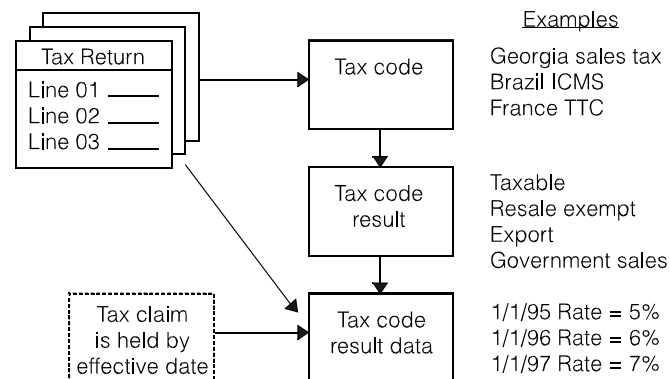 Examples
Tax Return
Line 01
Line 02
Line 03
Tax code
Georgia sales tax
Brazil ICMS
France TTC
Tax code
result
Taxable
Resale exempt
Export
Government sales
Tax claim
is held by
effective date
Tax code
result data
1/1/95 Rate = 5%
1/1/96 Rate = 6%
1/1/97 Rate = 7%